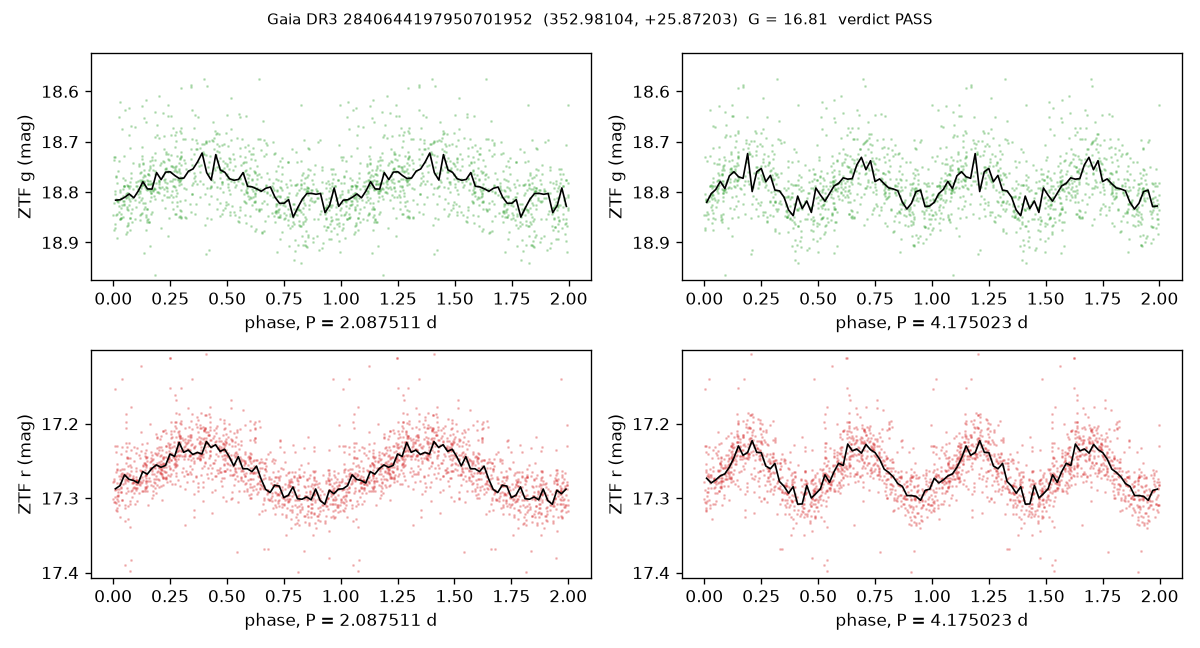 Gaia DR3 2840644197950701952 (352.98104, +25.87203) G = 16.81 verdict PASS
ZTF g (mag)
18.6
18.7
18.8
18.9
0.00 0.25 0.50 0.75 1.00 1.25 1.50 1.75 2.00
phase, P = 2.087511 d
ZTF g (mag)
18.6
18.7
18.8
18.9
0.00 0.25 0.50 0.75 1.00 1.25 1.50 1.75 2.00
phase, P = 4.175023 d
ZTF r (mag)
17.2
17.3
17.4
0.00 0.25 0.50 0.75 1.00 1.25 1.50 1.75 2.00
phase, P = 2.087511 d
ZTF r (mag)
17.2
17.3
17.4
0.00 0.25 0.50 0.75 1.00 1.25 1.50 1.75 2.00
phase, P = 4.175023 d